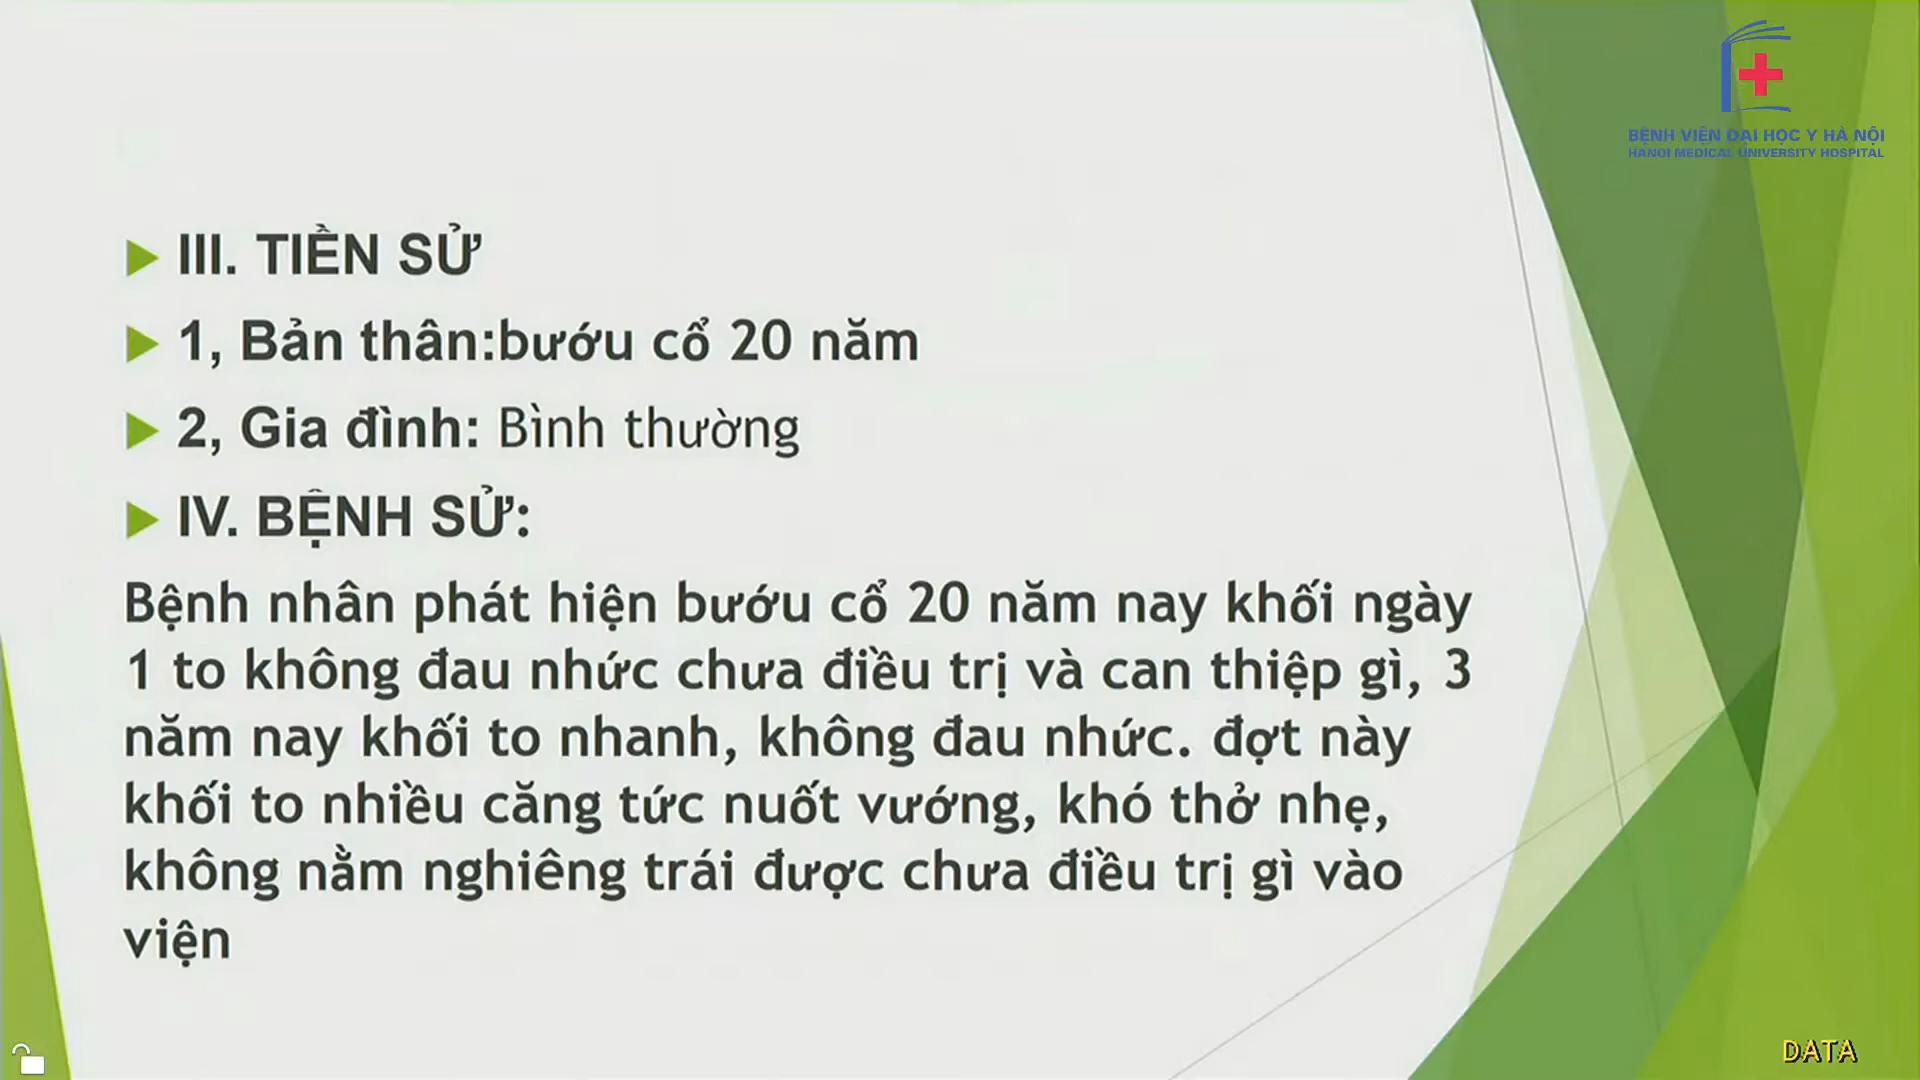 BỆNH VIỆN ĐẠI HỌC Y HÀ NỘI
HANOI MEDICAL UNIVERSITY HOSPITAL
III. TIỀN SỬ
1, Bản thân:bướu cổ 20 năm
2, Gia đình: Bình thường
IV. BỆNH SỬ:
Bệnh nhân phát hiện bướu cổ 20 năm nay khối ngày
1 to không đau nhức chưa điều trị và can thiệp gì, 3
năm nay khối to nhanh, không đau nhức. đợt này
khối to nhiều căng tức nuốt vướng, khó thở nhẹ,
không nằm nghiêng trái được chưa điều trị gì vào
viện
DATA